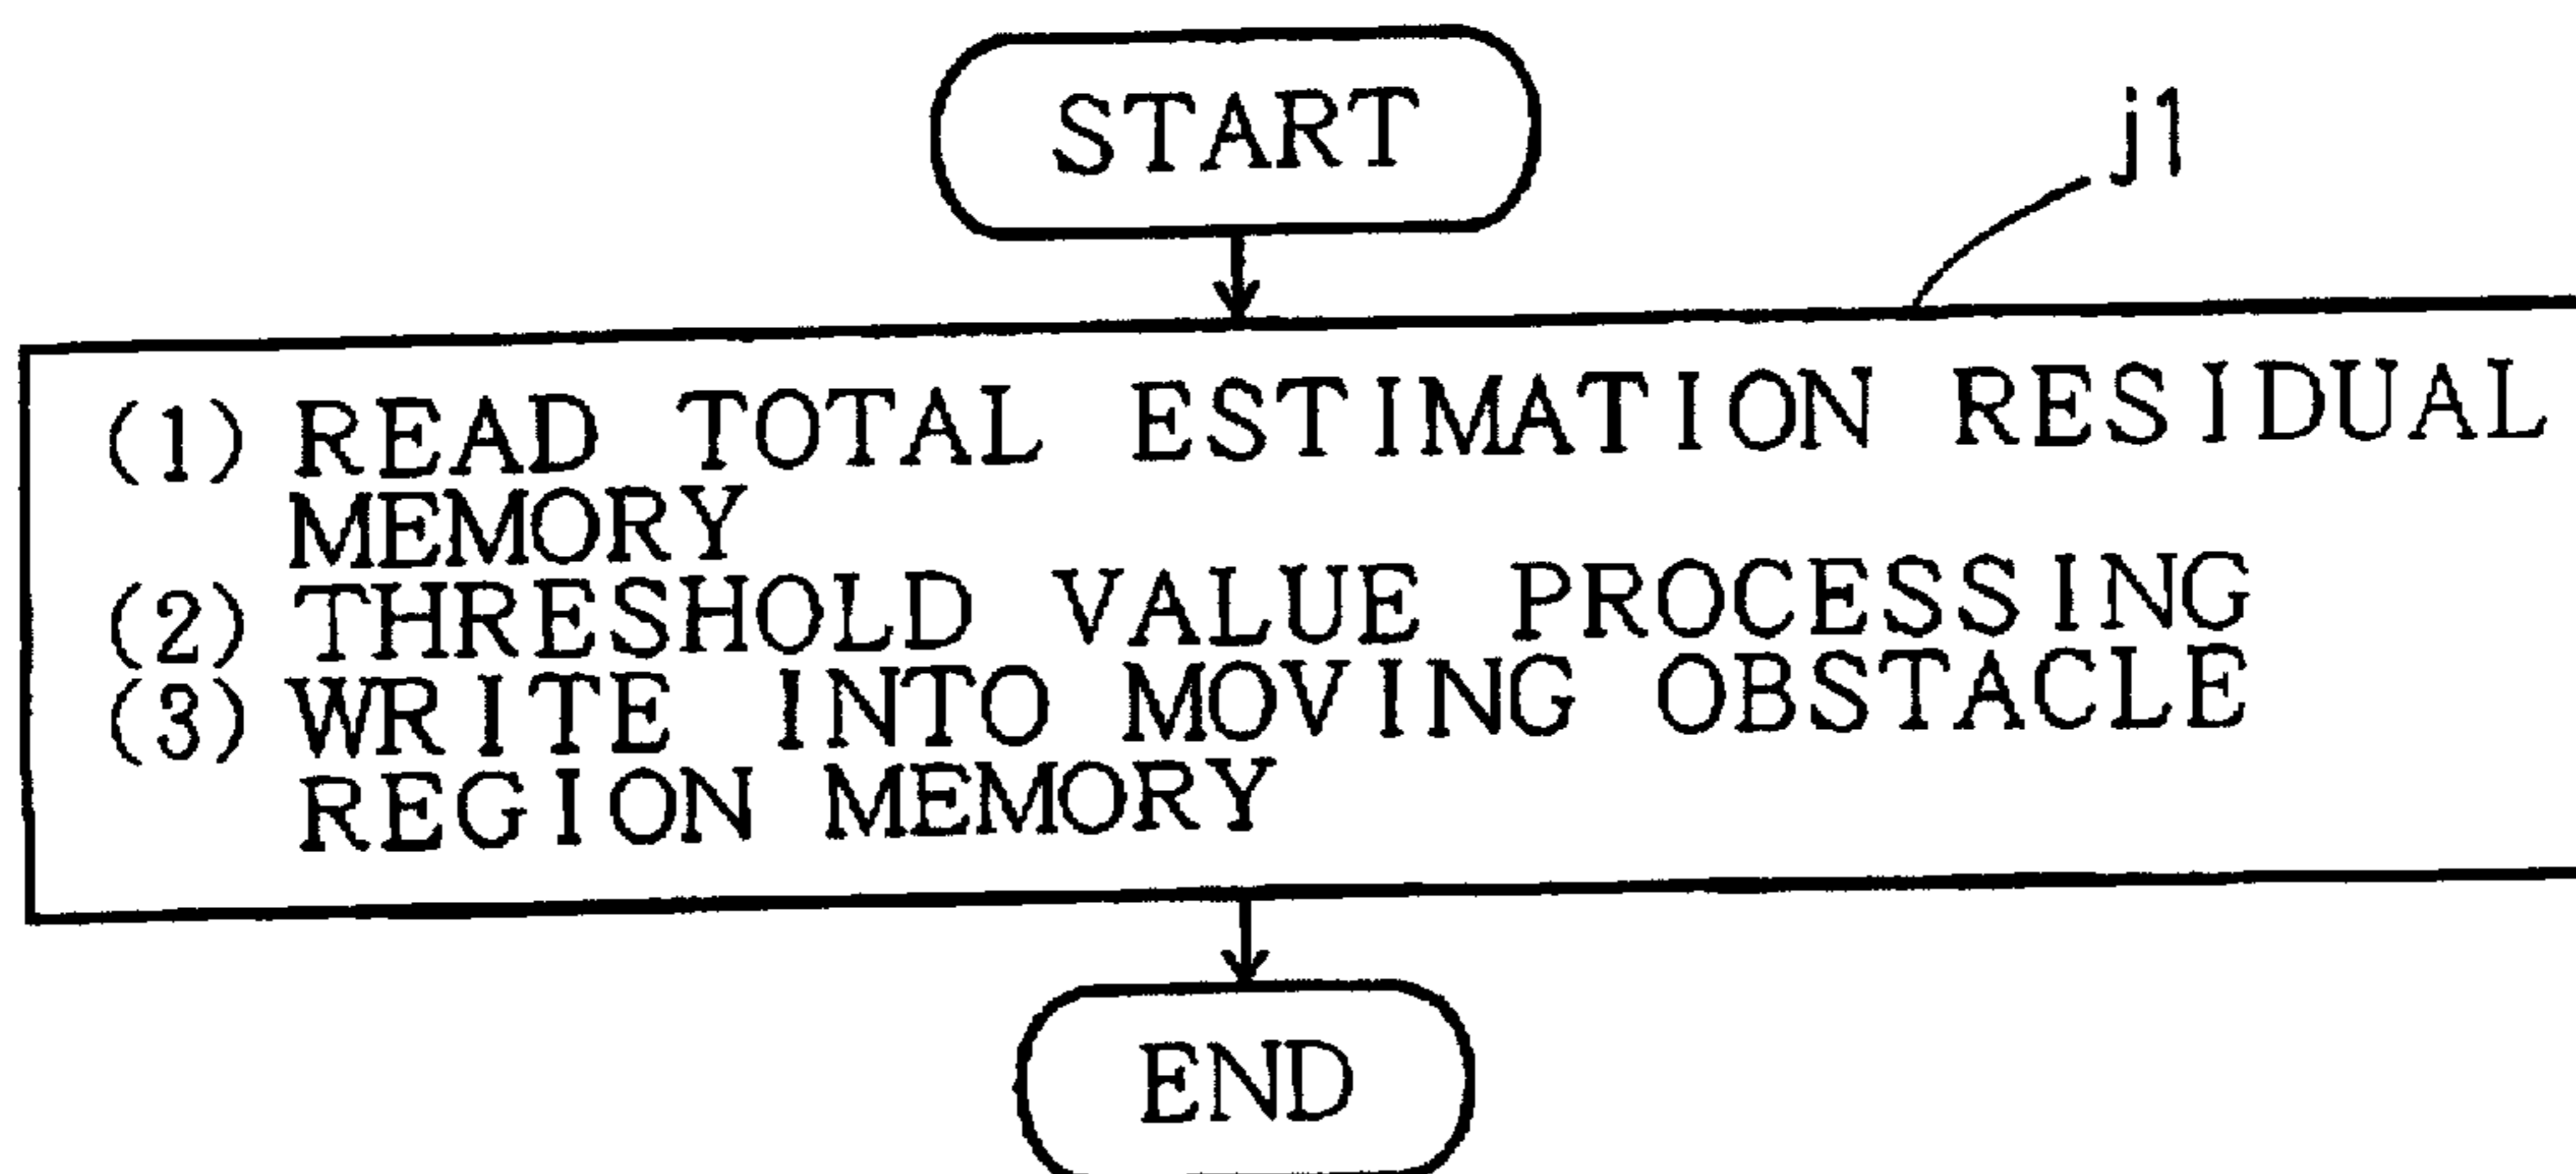 START
j1
(1) READ TOTAL ESTIMATION RESIDUAL
MEMORY
(2) THRESHOLD VALUE PROCESSING
(3) WRITE INTO MOVING OBSTACLE
REGION MEMORY
END